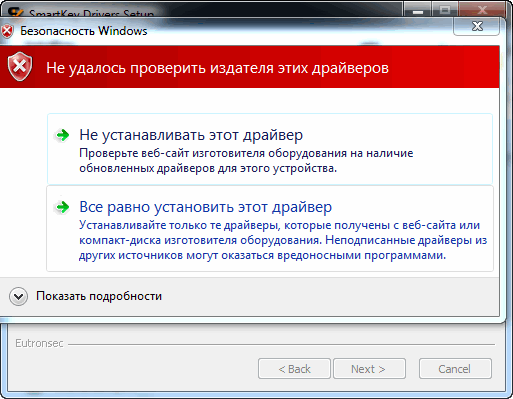 SmartKey Drivers Setup
Безопасность Windows
Не удалось проверить издателя этих драйверов
Не устанавливать этот драйвер
Проверьте веб-сайт изготовителя оборудования на наличие
обновленных драйверов для этого устройства.
Все равно установить этот драйвер
Устанавливайте только те драйверы, которые получены с веб-сайта или
компакт-диска изготовителя оборудования. Неподписанные драйверы из
других источников могут оказаться вредоносными программами.
Показать подробности
Eutronsec
< Back
Next >
Cancel